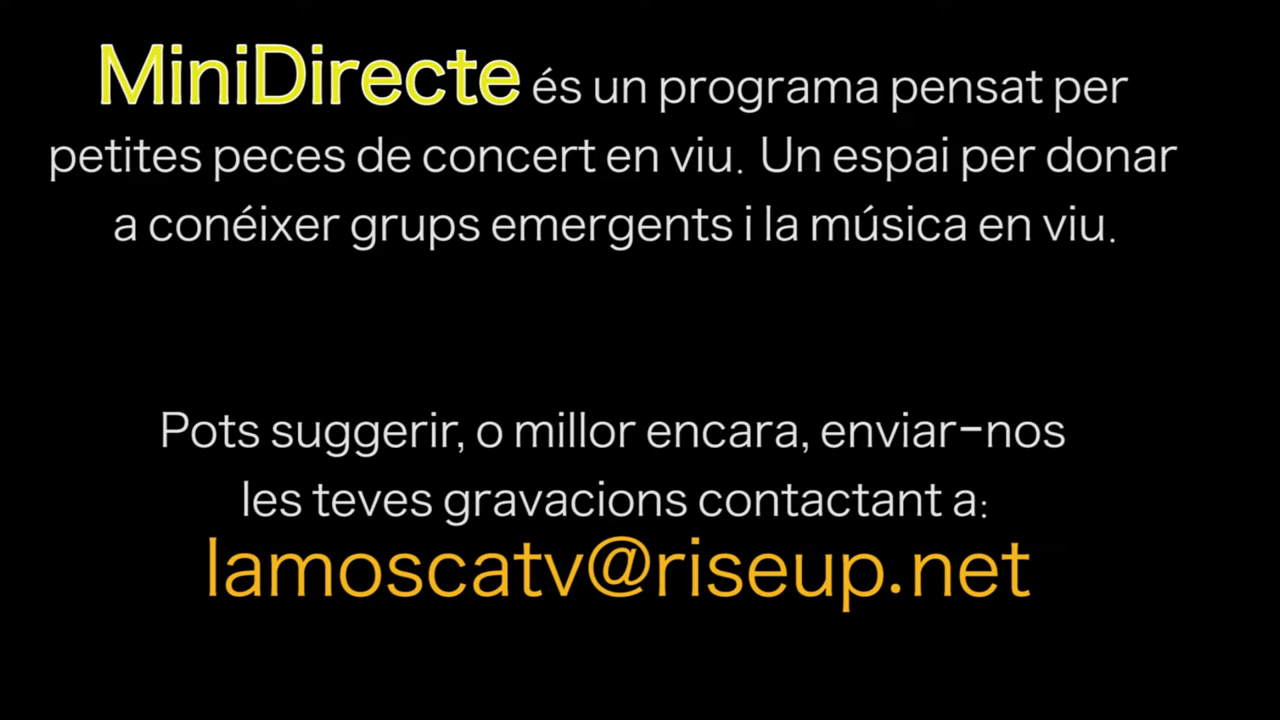 MiniDirecte és un programa pensat per
petites peces de concert en viu. Un espai per donar
a conéixer grups emergents i la música en viu.
Pots suggerir, o millor encara, enviar-nos
les teves gravacions contactant a:
lamoscatv@riseup.net